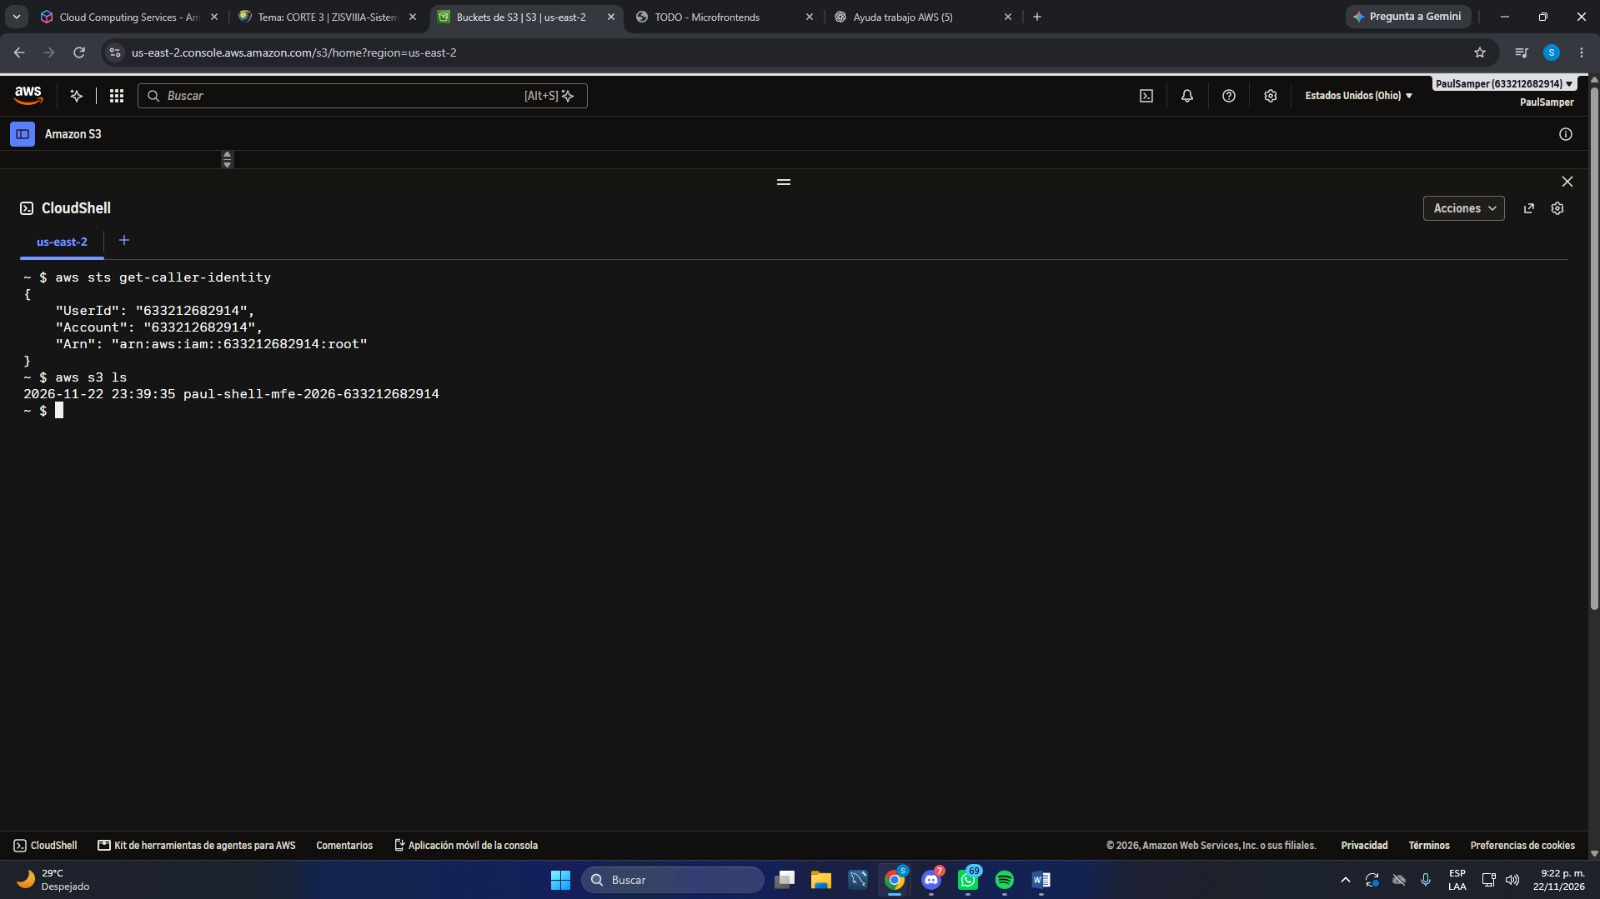 Cloud Computing Services - Am
Tema: CORTE 3 | ZISVIIIA-Sistem
Buckets de S3 | S3 | us-east-2
TODO - Microfrontends
Ayuda trabajo AWS (5)
Pregunta a Gemini
us-east-2.console.aws.amazon.com/s3/home?region=us-east-2
S
aws
Buscar
[Alt+S]
Estados Unidos (Ohio)
PaulSamper (633212682914)
PaulSamper
Amazon S3
CloudShell
Acciones
us-east-2
~ $ aws sts get-caller-identity
{
"UserId": "633212682914",
"Account": "633212682914",
"Arn": "arn:aws:iam::633212682914:root"
}
~ $ aws s3 ls
2026-11-22 23:39:35 paul-shell-mfe-2026-633212682914
~ $
CloudShell
Kit de herramientas de agentes para AWS
Comentarios
Aplicación móvil de la consola
© 2026, Amazon Web Services, Inc. o sus filiales.
Privacidad
Términos
Preferencias de cookies
29°C
Despejado
Buscar
S
7
69
ESP
LAA
9:22 p. m.
22/11/2026